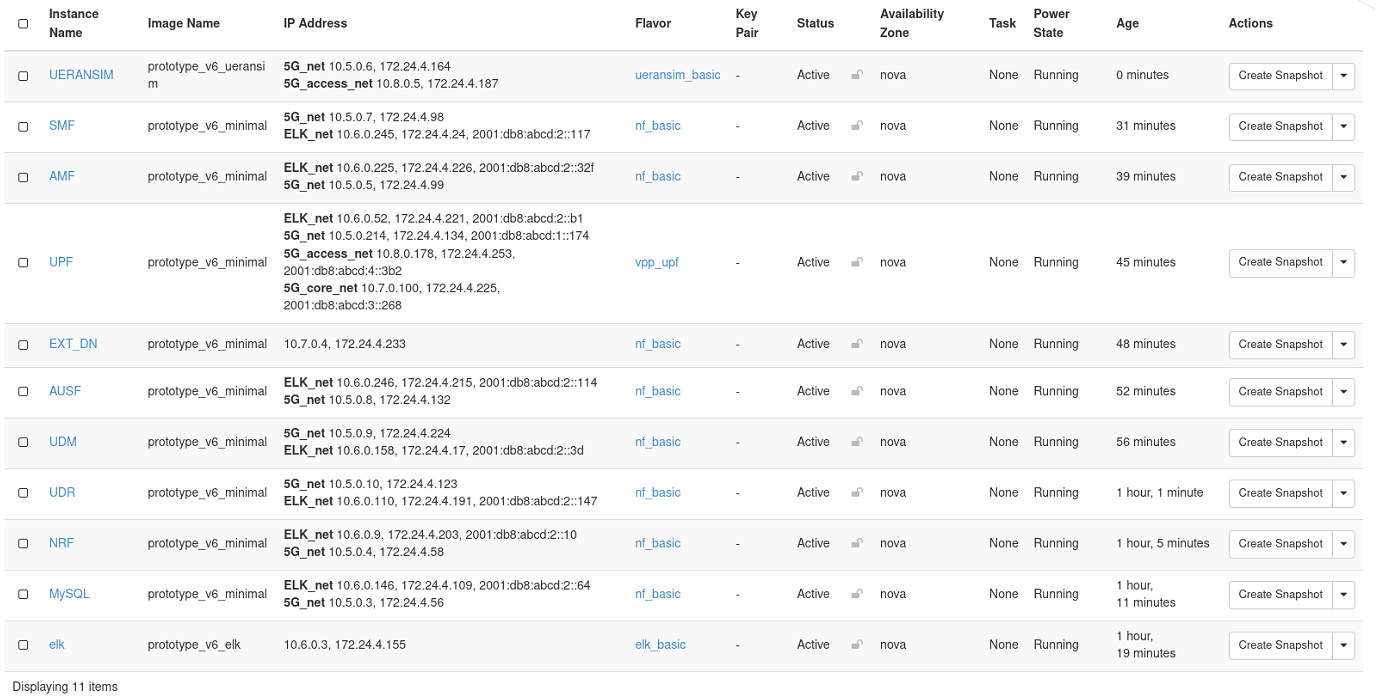 Instance Name Image Name IP Address Flavor Key Pair Status Availability Zone Task Power State Age Actions
UERANSIM prototype_v6_ueransim 5G_net 10.5.0.6, 172.24.4.164 ueransim_basic - Active nova None Running 0 minutes Create Snapshot
5G_access_net 10.8.0.5, 172.24.4.187
SMF prototype_v6_minimal 5G_net 10.5.0.7, 172.24.4.98 nf_basic - Active nova None Running 31 minutes Create Snapshot
ELK_net 10.6.0.245, 172.24.4.24, 2001:db8:abcd:2::117
AMF prototype_v6_minimal ELK_net 10.6.0.225, 172.24.4.226, 2001:db8:abcd:2::32f nf_basic - Active nova None Running 39 minutes Create Snapshot
5G_net 10.5.0.5, 172.24.4.99
UPF prototype_v6_minimal ELK_net 10.6.0.52, 172.24.4.221, 2001:db8:abcd:2::b1 vpp_upf - Active nova None Running 45 minutes Create Snapshot
5G_net 10.5.0.214, 172.24.4.134, 2001:db8:abcd:1::174
5G_access_net 10.8.0.178, 172.24.4.253,
2001:db8:abcd:4::3b2
5G_core_net 10.7.0.100, 172.24.4.225,
2001:db8:abcd:3::268
EXT_DN prototype_v6_minimal 10.7.0.4, 172.24.4.233 nf_basic - Active nova None Running 48 minutes Create Snapshot
AUSF prototype_v6_minimal ELK_net 10.6.0.246, 172.24.4.215, 2001:db8:abcd:2::114 nf_basic - Active nova None Running 52 minutes Create Snapshot
5G_net 10.5.0.8, 172.24.4.132
UDM prototype_v6_minimal 5G_net 10.5.0.9, 172.24.4.224 nf_basic - Active nova None Running 56 minutes Create Snapshot
ELK_net 10.6.0.158, 172.24.4.17, 2001:db8:abcd:2::3d
UDR prototype_v6_minimal 5G_net 10.5.0.10, 172.24.4.123 nf_basic - Active nova None Running 1 hour, 1 minute Create Snapshot
ELK_net 10.6.0.110, 172.24.4.191, 2001:db8:abcd:2::147
NRF prototype_v6_minimal ELK_net 10.6.0.9, 172.24.4.203, 2001:db8:abcd:2::10 nf_basic - Active nova None Running 1 hour, 5 minutes Create Snapshot
5G_net 10.5.0.4, 172.24.4.58
MySQL prototype_v6_minimal ELK_net 10.6.0.146, 172.24.4.109, 2001:db8:abcd:2::64 nf_basic - Active nova None Running 1 hour, 11 minutes Create Snapshot
5G_net 10.5.0.3, 172.24.4.56
elk prototype_v6_elk 10.6.0.3, 172.24.4.155 elk_basic - Active nova None Running 1 hour, 19 minutes Create Snapshot
Displaying 11 items